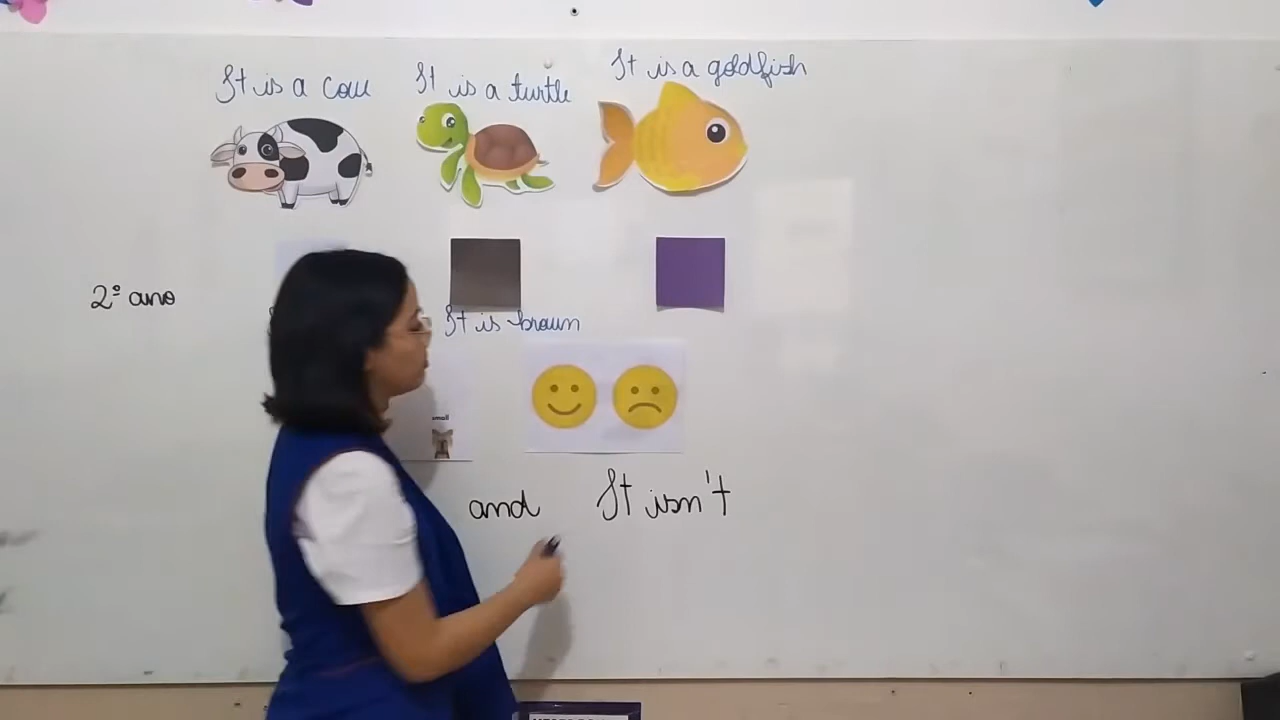 It is a cow
It is a turtle
It is a goldfish
2º ano
It is brown
small
and It isn't